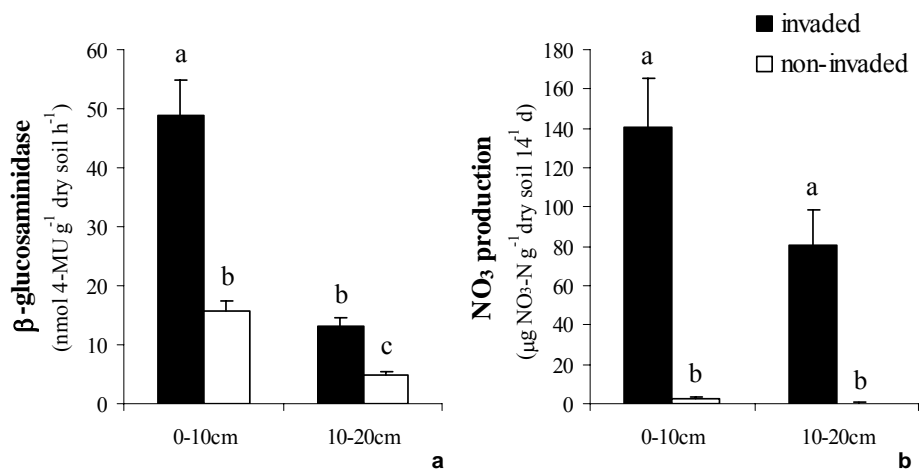 β-glucosaminidase
(nmol 4-MU g⁻¹ dry soil h⁻¹)
60
50
40
30
20
10
0
a
b
b
c
0-10cm
10-20cm
a
NO₃ production
(µg NO₃-N g⁻¹ dry soil 14⁻¹ d)
180
160
140
120
100
80
60
40
20
0
a
b
a
b
0-10cm
10-20cm
b
invaded
non-invaded